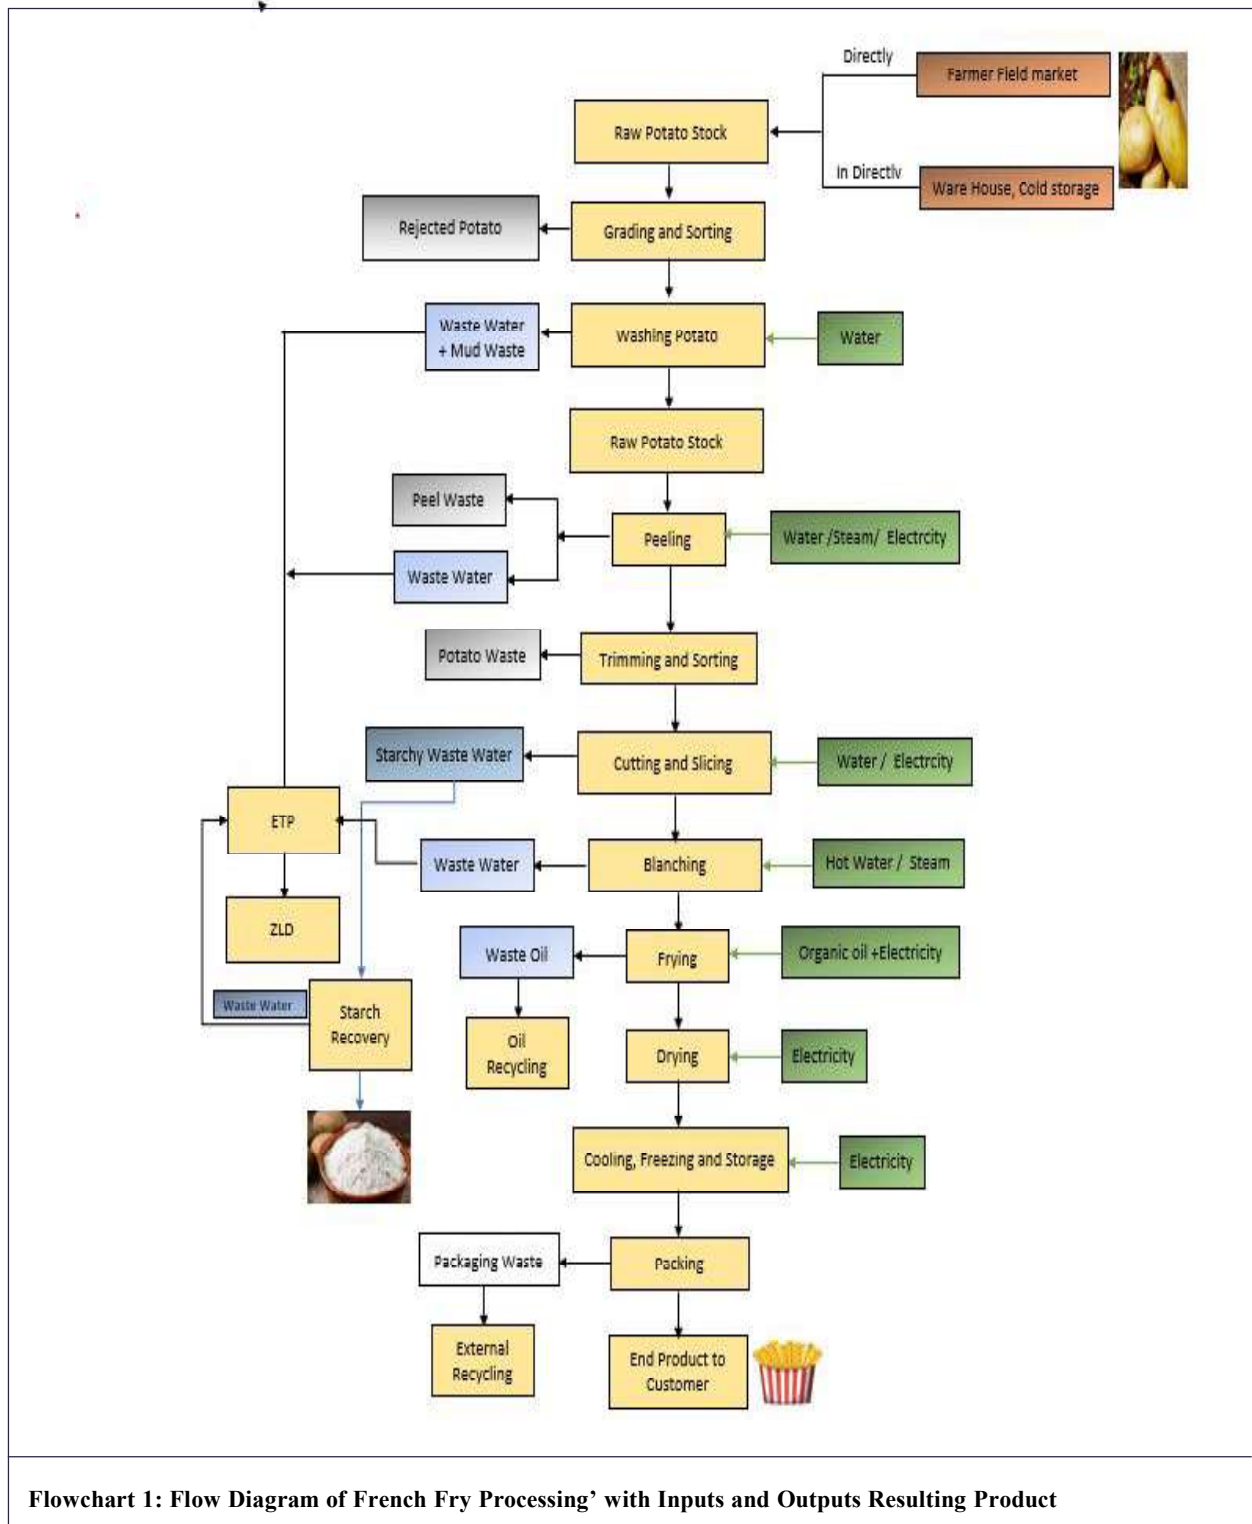 Directly
Farmer Field market
Raw Potato Stock
In Directly
Ware House, Cold storage
Rejected Potato
Grading and Sorting
Waste Water
+ Mud Waste
Washing Potato
Water
Raw Potato Stock
Peel Waste
Peeling
Water /Steam/ Electrcity
Waste Water
Potato Waste
Trimming and Sorting
Starchy Waste Water
Cutting and Slicing
Water / Electrcity
ETP
Waste Water
Blanching
Hot Water / Steam
ZLD
Waste Oil
Frying
Organic oil +Electricity
Waste Water
Starch
Recovery
Oil
Recycling
Drying
Electricity
Cooling, Freezing and Storage
Electricity
Packaging Waste
Packing
External
Recycling
End Product to
Customer
Flowchart 1: Flow Diagram of French Fry Processing’ with Inputs and Outputs Resulting Product